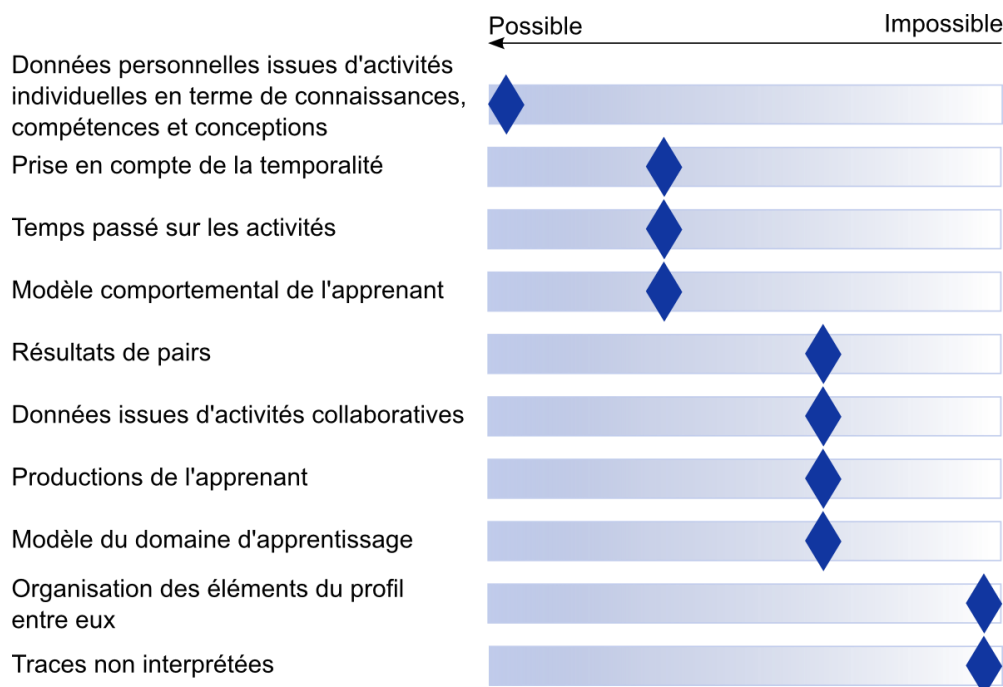 Possible
Impossible
Données personnelles issues d'activités
individuelles en terme de connaissances,
compétences et conceptions
Prise en compte de la temporalité
Temps passé sur les activités
Modèle comportemental de l'apprenant
Résultats de pairs
Données issues d'activités collaboratives
Productions de l'apprenant
Modèle du domaine d'apprentissage
Organisation des éléments du profil
entre eux
Traces non interprétées